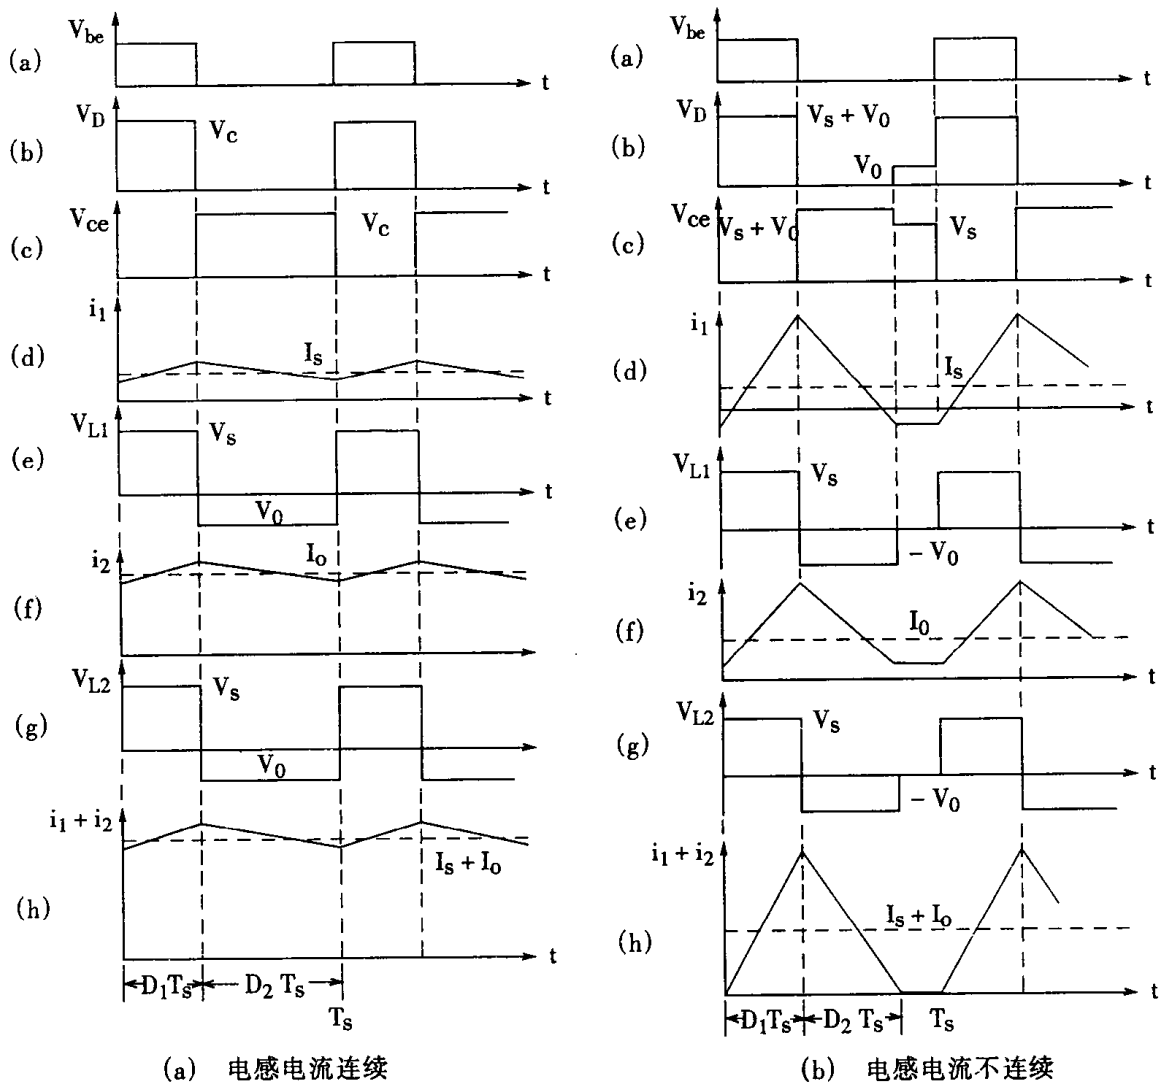 (a) V_be t
(b) V_D V_c t
(c) V_ce V_c t
(d) i_1 I_s t
(e) V_L1 V_s V_0 t
(f) i_2 I_o
(g) V_L2 V_s V_0
(h) i_1 + i_2 I_s + I_o t
D_1T_s D_2 T_s
T_s
(a) 电感电流连续
(a) V_be t
(b) V_D V_s + V_0 V_0 t
(c) V_ce V_s + V_0 V_s t
(d) i_1 I_s t
(e) V_L1 V_s - V_0 t
(f) i_2 I_0 t
(g) V_L2 V_s - V_0 t
(h) i_1 + i_2 I_s + I_o t
D_1T_s D_2 T_s T_s
(b) 电感电流不连续